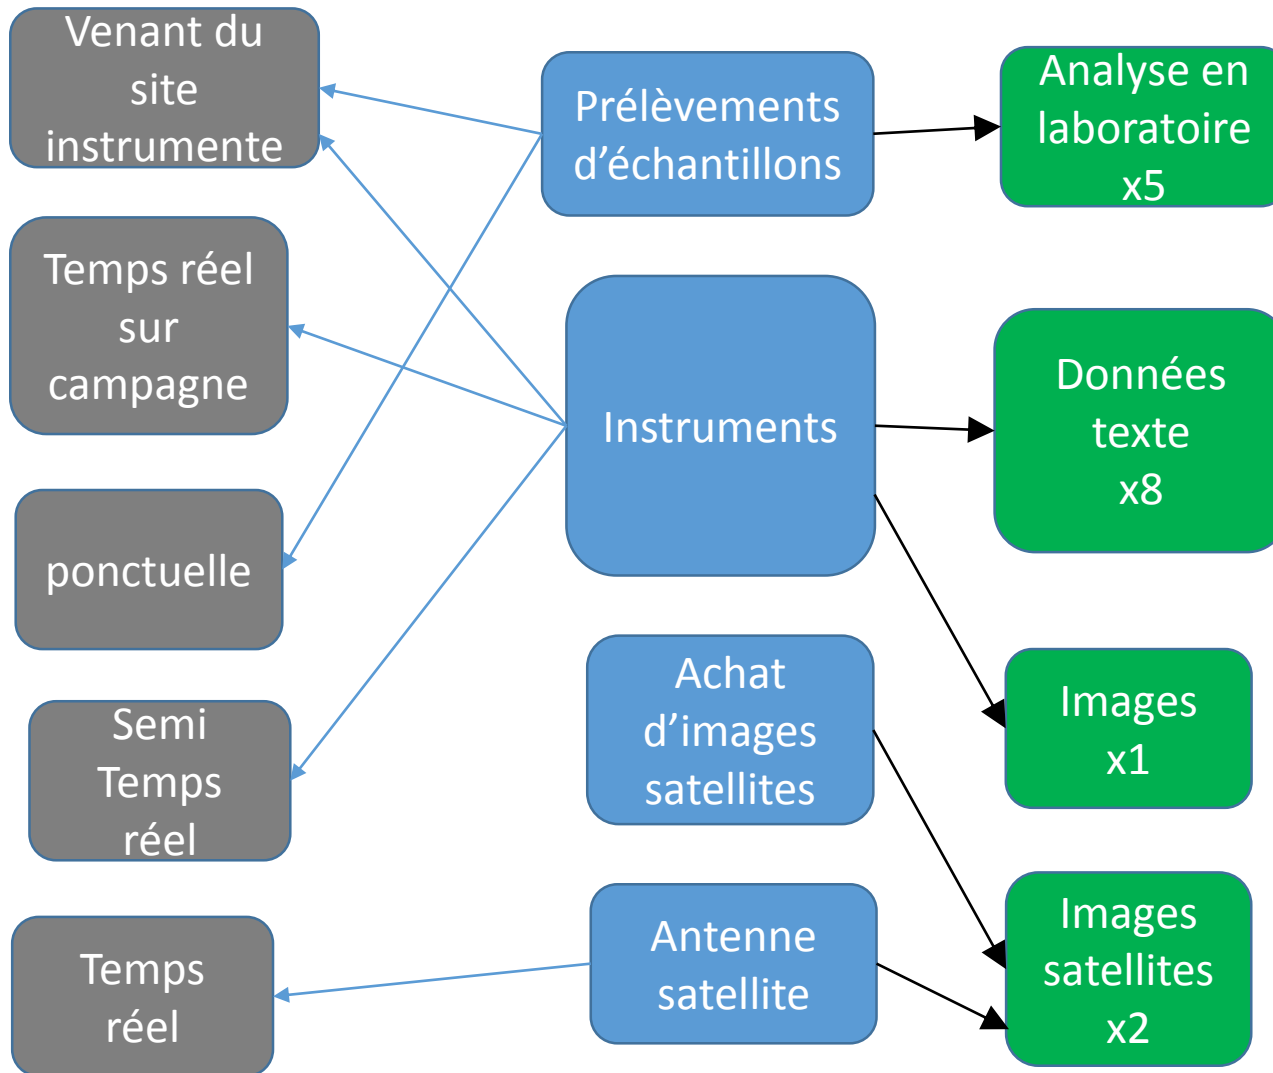 Venant du
site
instrumente
Temps réel
sur
campagne
ponctuelle
Semi
Temps
réel
Temps
réel
Prélèvements
d’échantillons
Instruments
Achat
d’images
satellites
Antenne
satellite
Analyse en
laboratoire
x5
Données
texte
x8
Images
x1
Images
satellites
x2